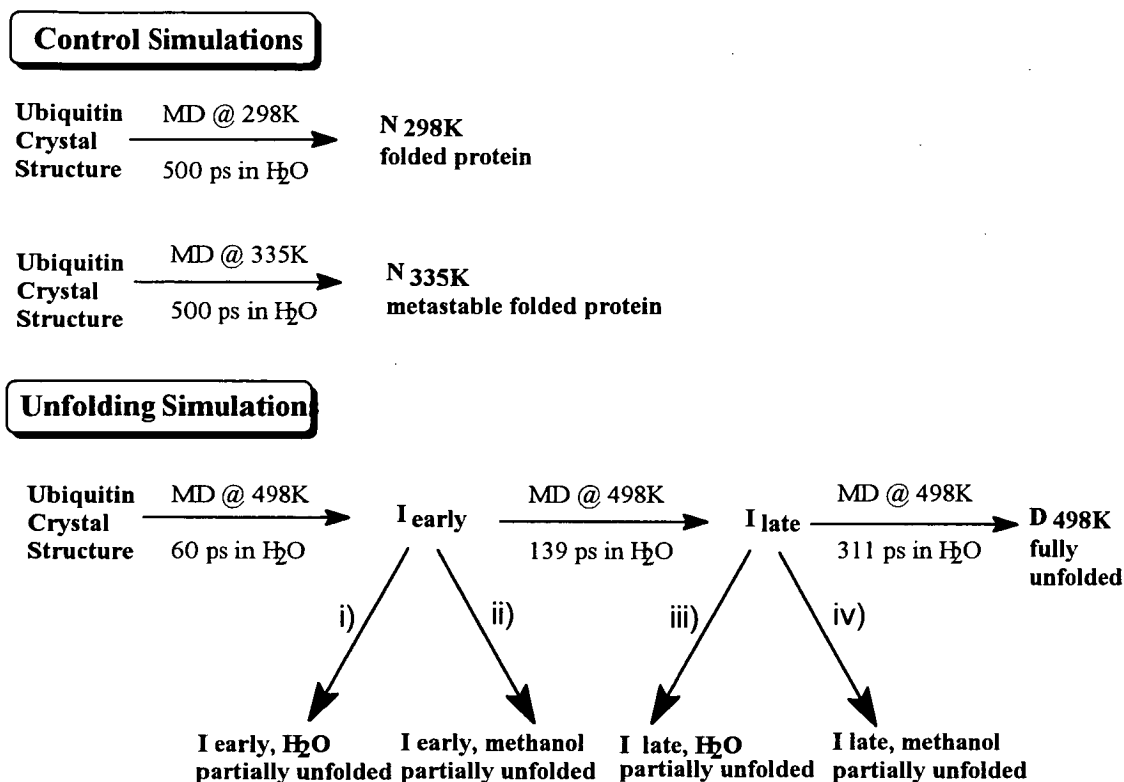 Control Simulations
Ubiquitin
Crystal
Structure
MD @ 298K
500 ps in H2O
N 298K
folded protein
Ubiquitin
Crystal
Structure
MD @ 335K
500 ps in H2O
N 335K
metastable folded protein
Unfolding Simulations
Ubiquitin
Crystal
Structure
MD @ 498K
60 ps in H2O
I early
MD @ 498K
139 ps in H2O
I late
MD @ 498K
311 ps in H2O
D 498K
fully
unfolded
i)
ii)
iii)
iv)
I early, H2O
partially unfolded
I early, methanol
partially unfolded
I late, H2O
partially unfolded
I late, methanol
partially unfolded